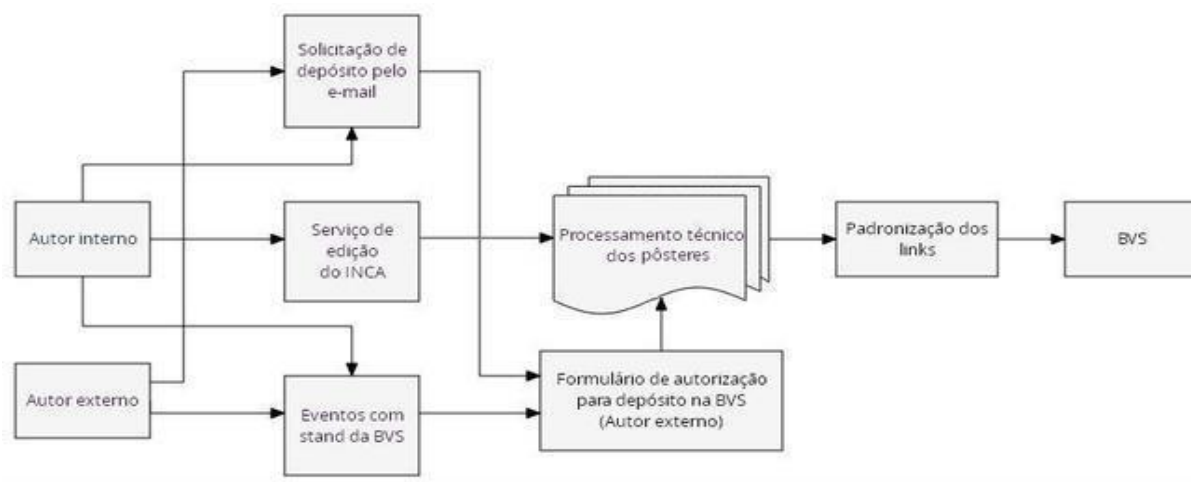 Solicitação de
depósito pelo
e-mail
Autor interno
Serviço de
edição
do INCA
Processamento técnico
dos pôsteres
Padronização dos
links
BVS
Autor externo
Eventos com
stand da BVS
Formulário de autorização
para depósito na BVS
(Autor externo)